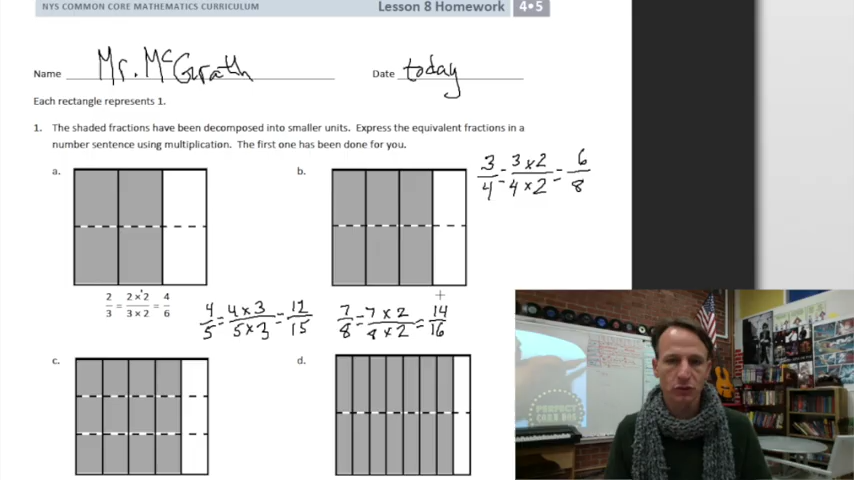 NYS COMMON CORE MATHEMATICS CURRICULUM Lesson 8 Homework 4•5
Name Mr. McGrath Date today
Each rectangle represents 1.
1. The shaded fractions have been decomposed into smaller units. Express the equivalent fractions in a
number sentence using multiplication. The first one has been done for you.
a.
b.
3/4 = 3 x 2/4 x 2 = 6/8
2/3 = 2 × 2/3 × 2 = 4/6
4/5 = 4 x 3/5 x 3 = 12/15
7/8 = 7 x 2/8 x 2 = 14/16
c.
d.